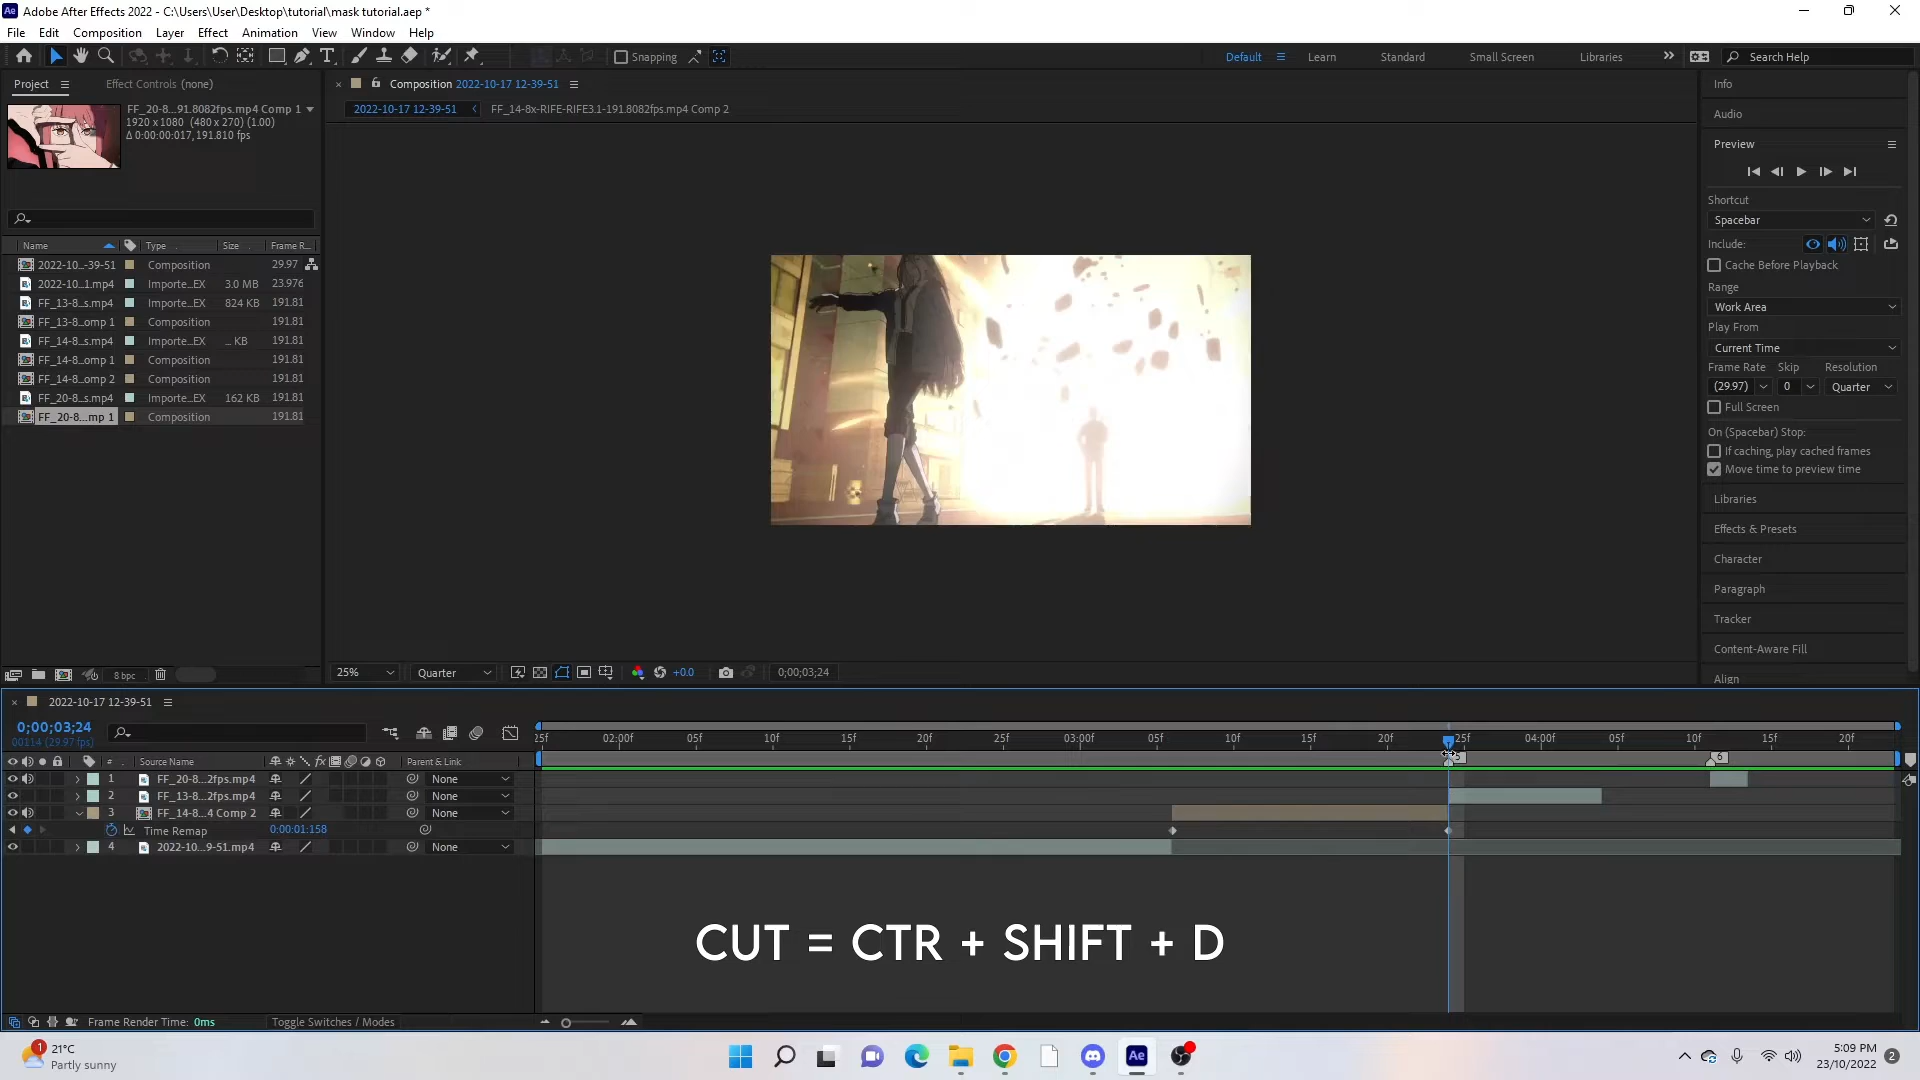 Adobe After Effects 2022 - C:\Users\User\Desktop\tutorial\mask tutorial.aep *
File Edit Composition Layer Effect Animation View Window Help
Snapping
Default Learn Standard Small Screen Libraries Search Help
Project Effect Controls (none)
FF_20-8...91.8082fps.mp4 Comp 1
1920 x 1080 (480 x 270) (1.00)
Δ 0:00:00:017, 191.810 fps
Name Type Size Frame R...
2022-10...-39-51 Composition 29.97
2022-10...1.mp4 Importe...EX 3.0 MB 23.976
FF_13-8...s.mp4 Importe...EX 824 KB 191.81
FF_13-8...omp 1 Composition 191.81
FF_14-8...s.mp4 Importe...EX ... KB 191.81
FF_14-8...omp 1 Composition 191.81
FF_14-8...omp 2 Composition 191.81
FF_20-8...s.mp4 Importe...EX 162 KB 191.81
FF_20-8...mp 1 Composition 191.81
8 bpc
Composition 2022-10-17 12-39-51
2022-10-17 12-39-51 FF_14-8x-RIFE-RIFE3.1-191.8082fps.mp4 Comp 2
25% Quarter +0.0 0;00;03;24
Info
Audio
Preview
Shortcut
Spacebar
Include:
Cache Before Playback
Range
Work Area
Play From
Current Time
Frame Rate Skip Resolution
(29.97) 0 Quarter
Full Screen
On (Spacebar) Stop:
If caching, play cached frames
Move time to preview time
Libraries
Effects & Presets
Character
Paragraph
Tracker
Content-Aware Fill
Align
2022-10-17 12-39-51
0;00;03;24
00114 (29.97 fps)
25f 02:00f 05f 10f 15f 20f 25f 03:00f 05f 10f 15f 20f 25f 04:00f 05f 10f 15f 20f
5 6
# Source Name fx Parent & Link
1 FF_20-8...2fps.mp4 None
2 FF_13-8...2fps.mp4 None
3 FF_14-8...4 Comp 2 None
Time Remap 0:00:01:158
4 2022-10...9-51.mp4 None
CUT = CTR + SHIFT + D
Frame Render Time: 0ms Toggle Switches / Modes
1
21°C
Partly sunny
Ae
5:09 PM
23/10/2022
2